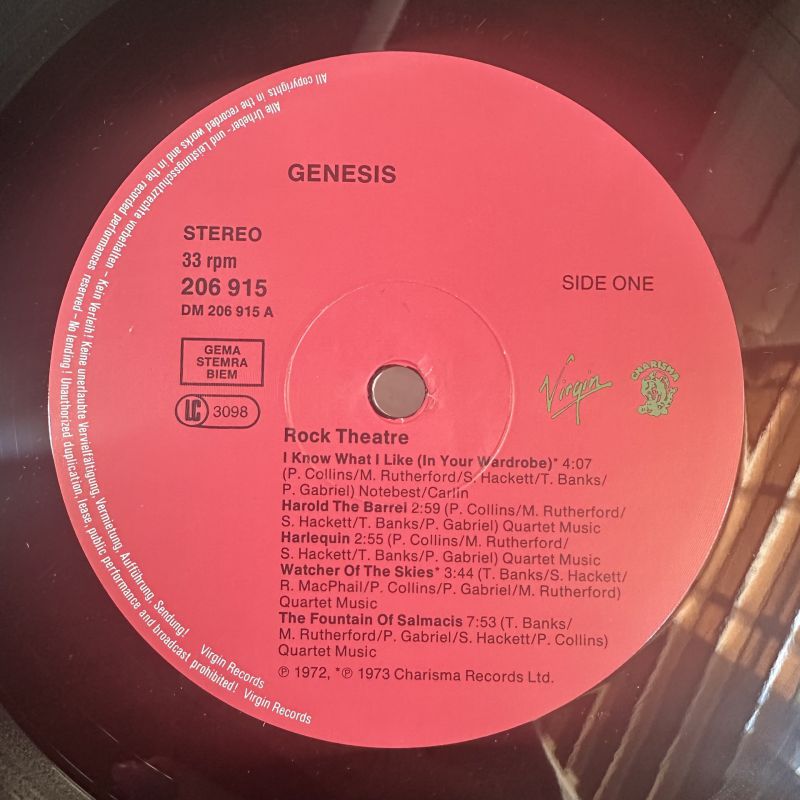 GENESIS
STEREO
33 rpm
206 915
DM 206 915 A
SIDE ONE
GEMA
STEMRA
BIEM
LC 3098
Virgin
CHARISMA
Rock Theatre
I Know What I Like (In Your Wardrobe)* 4:07
(P. Collins/M. Rutherford/S. Hackett/T. Banks/
P. Gabriel) Notebest/Carlin
Harold The Barrel 2:59 (P. Collins/M. Rutherford/
S. Hackett/T. Banks/P. Gabriel) Quartet Music
Harlequin 2:55 (P. Collins/M. Rutherford/
S. Hackett/T. Banks/P. Gabriel) Quartet Music
Watcher Of The Skies* 3:44 (T. Banks/S. Hackett/
R. MacPhail/P. Collins/P. Gabriel/M. Rutherford)
Quartet Music
The Fountain Of Salmacis 7:53 (T. Banks/
M. Rutherford/P. Gabriel/S. Hackett/P. Collins)
Quartet Music
℗ 1972, *℗ 1973 Charisma Records Ltd.
Alle Urheber- und Leistungsschutzrechte vorbehalten – Kein Verleih! Keine unerlaubte Vervielfältigung, Vermietung, Aufführung, Sendung! Virgin Records
All copyrights in the recorded works and in the recorded performances reserved – No lending! Unauthorized duplication, lease, public performance and broadcast prohibited! Virgin Records